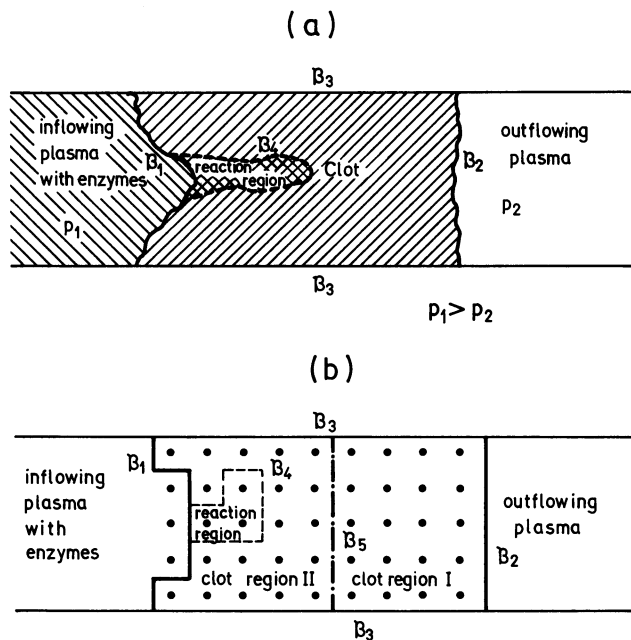 (a)
B₃
inflowing
plasma
with enzymes
p₁
B₁
B₄
reaction
region
Clot
B₂
outflowing
plasma
p₂
B₃
p₁ > p₂
(b)
B₃
inflowing
plasma
with
enzymes
B₁
B₄
reaction
region
B₅
clot region II
clot region I
B₂
outflowing
plasma
B₃